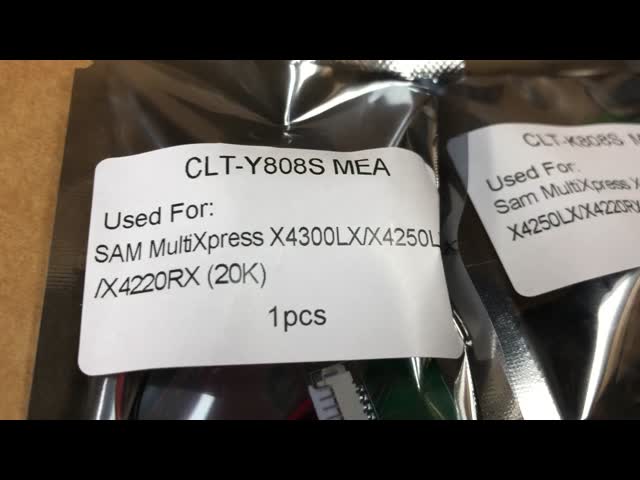 CLT-Y808S MEA
Used For:
SAM MultiXpress X4300LX/X4250L
/X4220RX (20K)
1pcs
CLT-K808S
Used For:
Sam MultiXpress
X4250LX/X4220RX